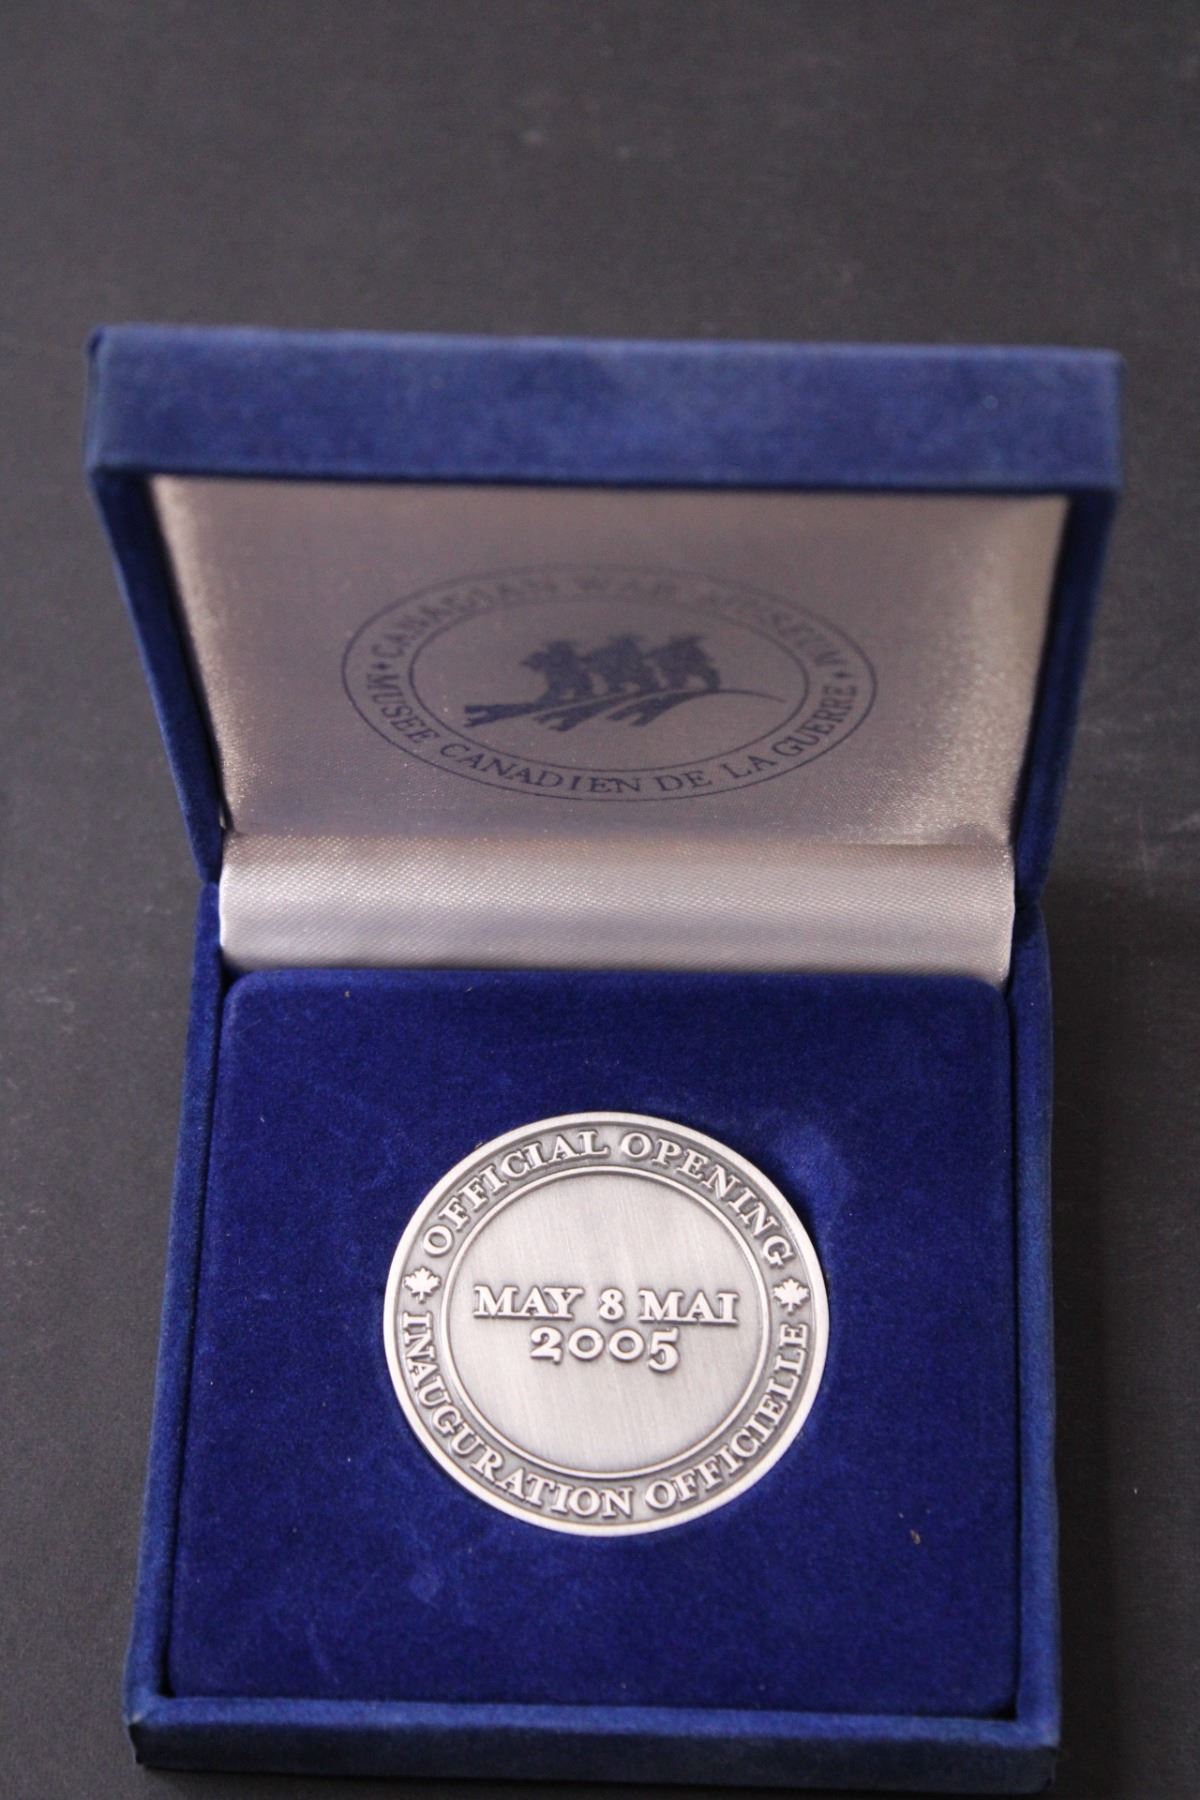 CANADIAN WAR MUSEUM
MUSÉE CANADIEN DE LA GUERRE
OFFICIAL OPENING
MAY 8 MAI
2005
INAUGURATION OFFICIELLE